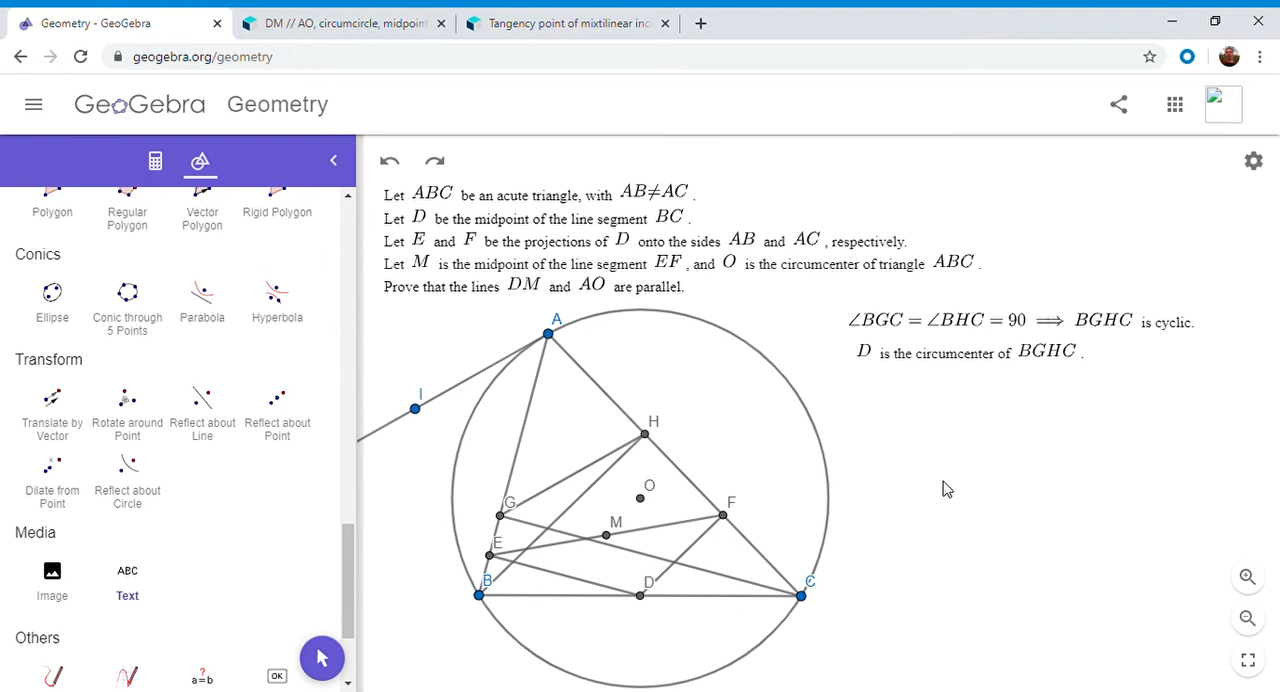 Geometry - GeoGebra
DM // AO, circumcircle, midpoint
Tangency point of mixtilinear inc
geogebra.org/geometry
GeoGebra Geometry
Polygon
Regular Polygon
Vector Polygon
Rigid Polygon
Conics
Ellipse
Conic through 5 Points
Parabola
Hyperbola
Transform
Translate by Vector
Rotate around Point
Reflect about Line
Reflect about Point
Dilate from Point
Reflect about Circle
Media
Image
ABC
Text
Others
a=b
?
OK
Let ABC be an acute triangle, with AB≠AC .
Let D be the midpoint of the line segment BC .
Let E and F be the projections of D onto the sides AB and AC , respectively.
Let M is the midpoint of the line segment EF , and O is the circumcenter of triangle ABC .
Prove that the lines DM and AO are parallel.
∠BGC = ∠BHC = 90 ⟹ BGHC is cyclic.
D is the circumcenter of BGHC .
A
I
H
O
G
F
M
E
B
D
C